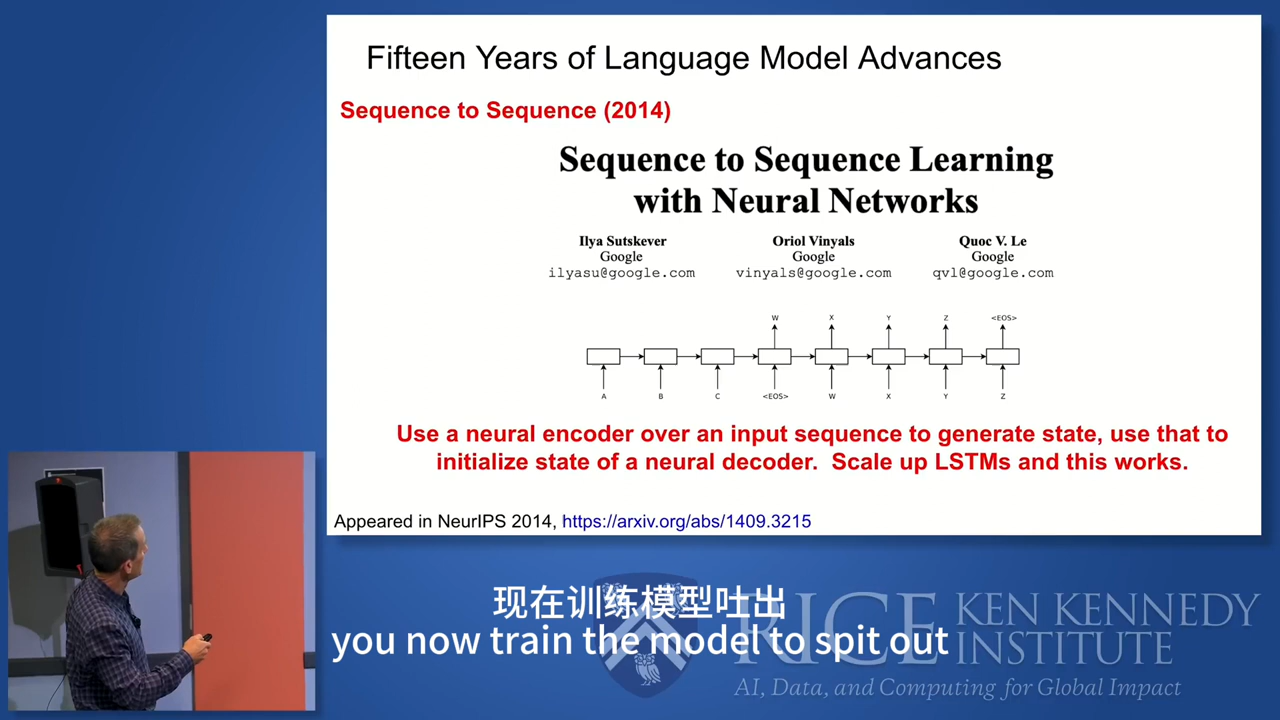 Fifteen Years of Language Model Advances
Sequence to Sequence (2014)
Sequence to Sequence Learning
with Neural Networks
Ilya Sutskever
Oriol Vinyals
Quoc V. Le
Google
Google
Google
ilyasu@google.com
vinyals@google.com
qvl@google.com
W X Y Z <EOS>
A B C <EOS> W X Y Z
Use a neural encoder over an input sequence to generate state, use that to
initialize state of a neural decoder. Scale up LSTMs and this works.
Appeared in NeurIPS 2014, https://arxiv.org/abs/1409.3215
现在训练模型吐出
you now train the model to spit out
RICE
KEN KENNEDY
INSTITUTE
AI, Data, and Computing for Global Impact